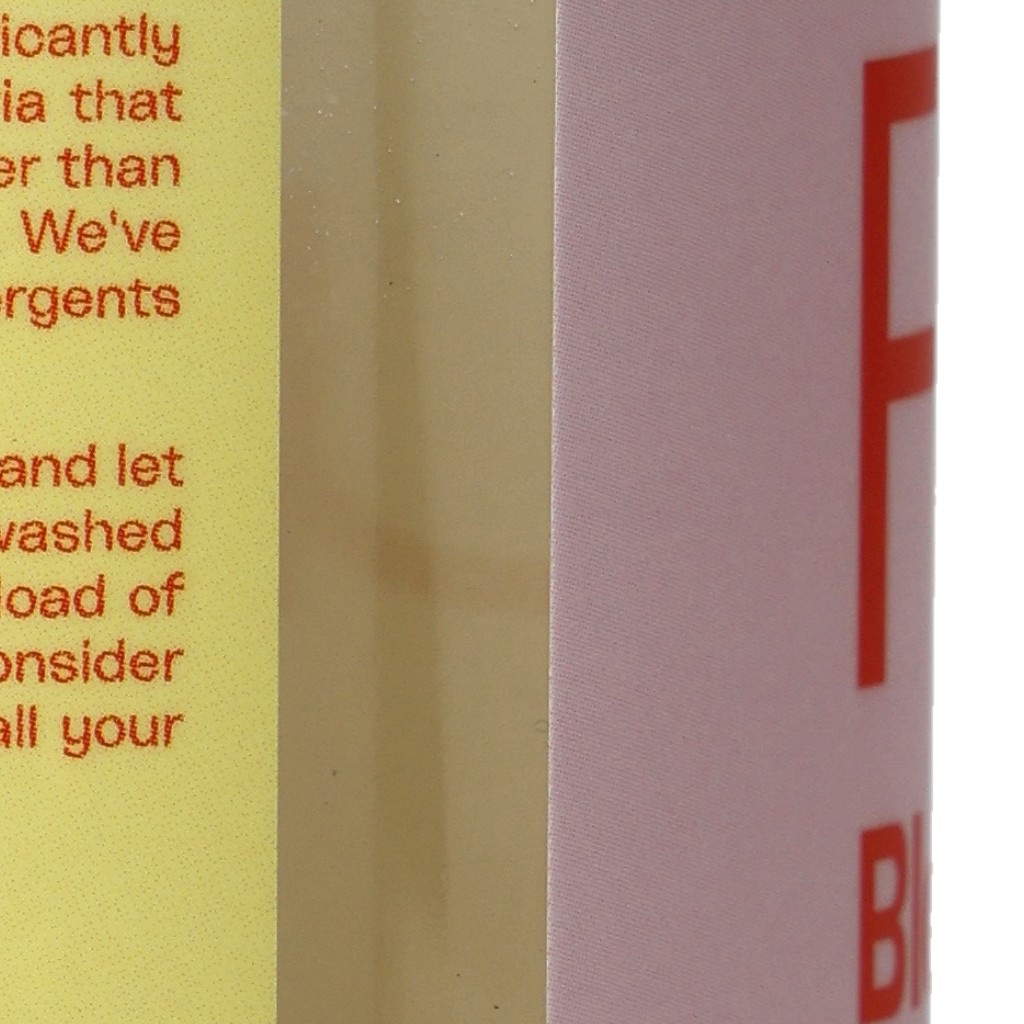 icantly
ia that
er than
We've
ergents
and let
washed
load of
onsider
all your